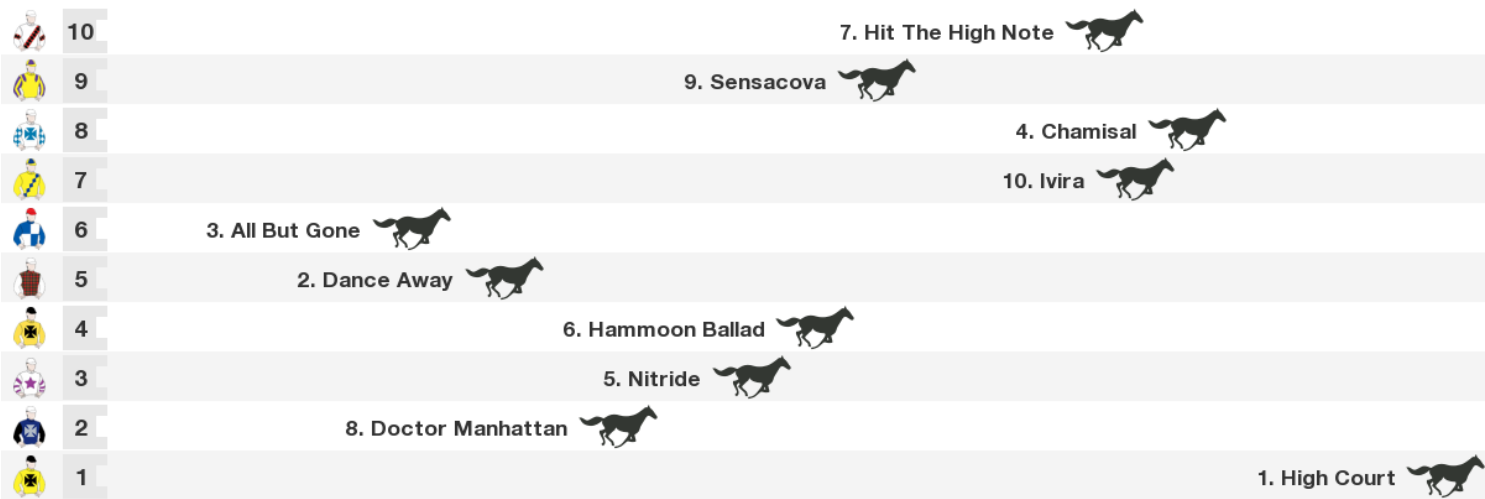 10 7. Hit The High Note
9 9. Sensacova
8 4. Chamisal
7 10. Ivira
6 3. All But Gone
5 2. Dance Away
4 6. Hammoon Ballad
3 5. Nitride
2 8. Doctor Manhattan
1 1. High Court